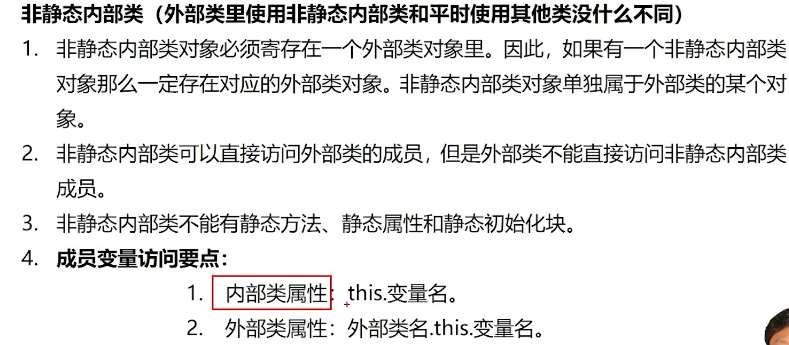 非静态内部类（外部类里使用非静态内部类和平时使用其他类没什么不同）
1. 非静态内部类对象必须寄存在一个外部类对象里。因此，如果有一个非静态内部类
对象那么一定存在对应的外部类对象。非静态内部类对象单独属于外部类的某个对
象。
2. 非静态内部类可以直接访问外部类的成员，但是外部类不能直接访问非静态内部类
成员。
3. 非静态内部类不能有静态方法、静态属性和静态初始化块。
4. 成员变量访问要点：
1. 内部类属性：this.变量名。
2. 外部类属性：外部类名.this.变量名。